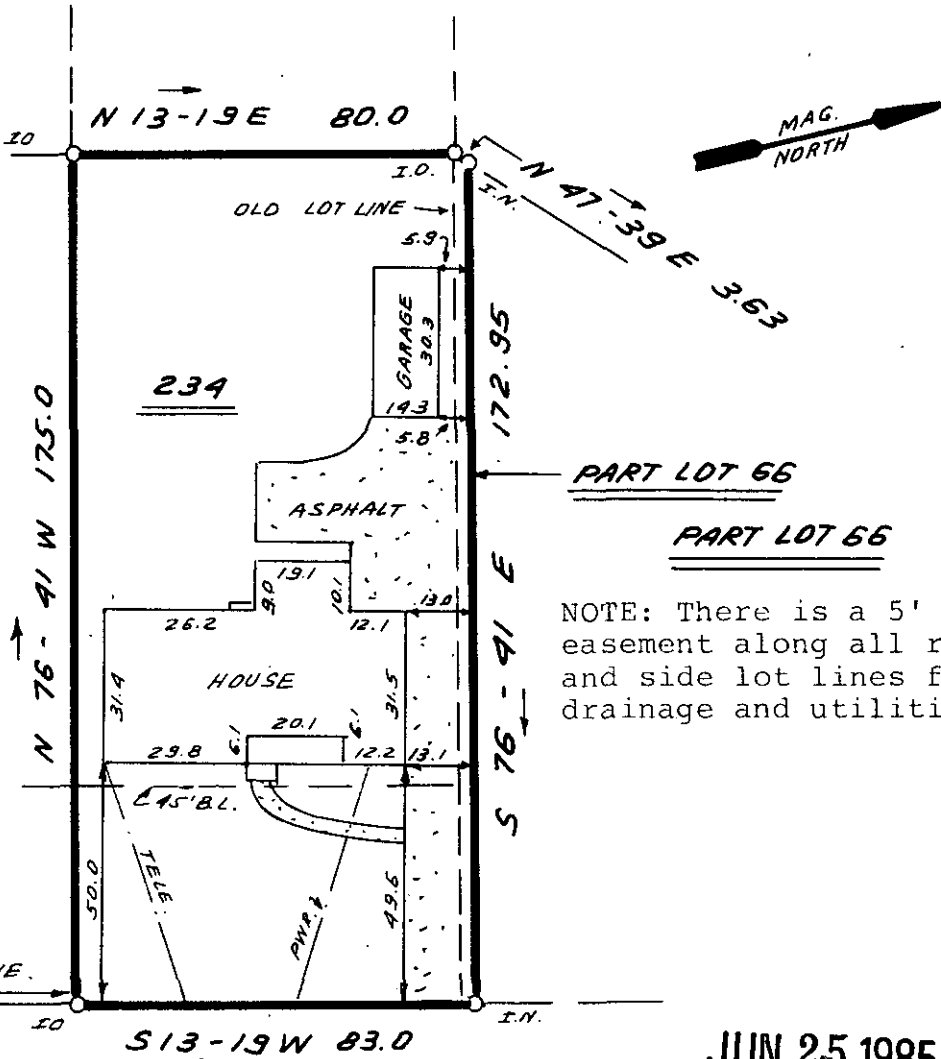 N 13-19 E 80.0
IO
I.O.
I.N.
MAG.
NORTH
N 47-39 E 3.63
OLD LOT LINE
5.9
GARAGE
30.3
14.3
5.8
234
N 76-41 W 175.0
172.95
S 76-41 E
PART LOT 66
PART LOT 66
ASPHALT
19.1
9.0
10.1
26.2
12.1
13.0
NOTE: There is a 5'
easement along all r
and side lot lines f
drainage and utiliti
HOUSE
31.4
31.5
20.1
6.1
6.1
29.8
12.2
13.1
45' B.L.
TELE.
PWR.
50.0
49.6
E.
IO
I.N.
S 13-19 W 83.0
JUN 25 1985